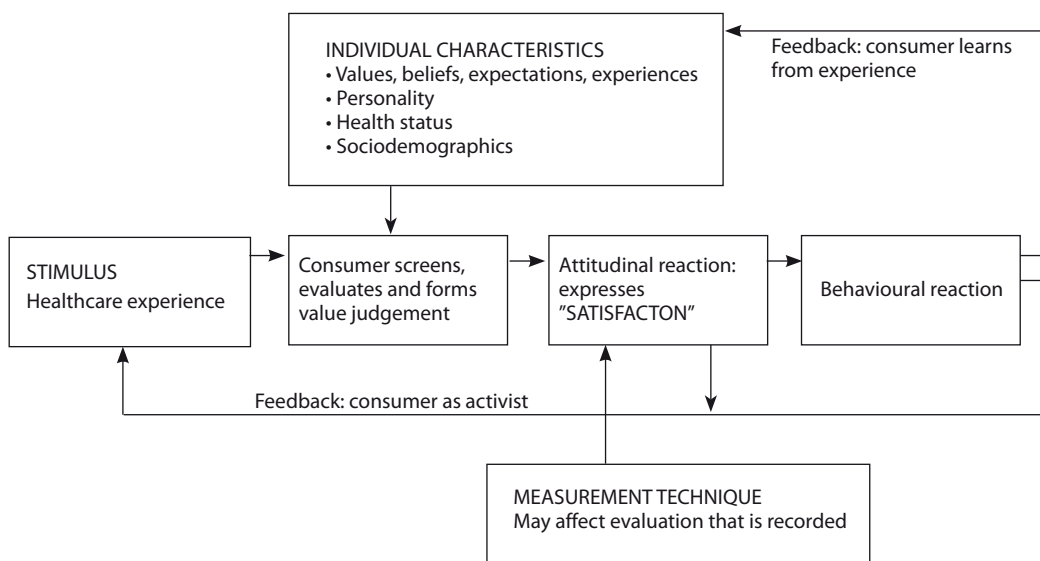 INDIVIDUAL CHARACTERISTICS
• Values, beliefs, expectations, experiences
• Personality
• Health status
• Sociodemographics
Feedback: consumer learns
from experience
STIMULUS
Healthcare experience
Consumer screens,
evaluates and forms
value judgement
Attitudinal reaction:
expresses
"SATISFACTON"
Behavioural reaction
Feedback: consumer as activist
MEASUREMENT TECHNIQUE
May affect evaluation that is recorded